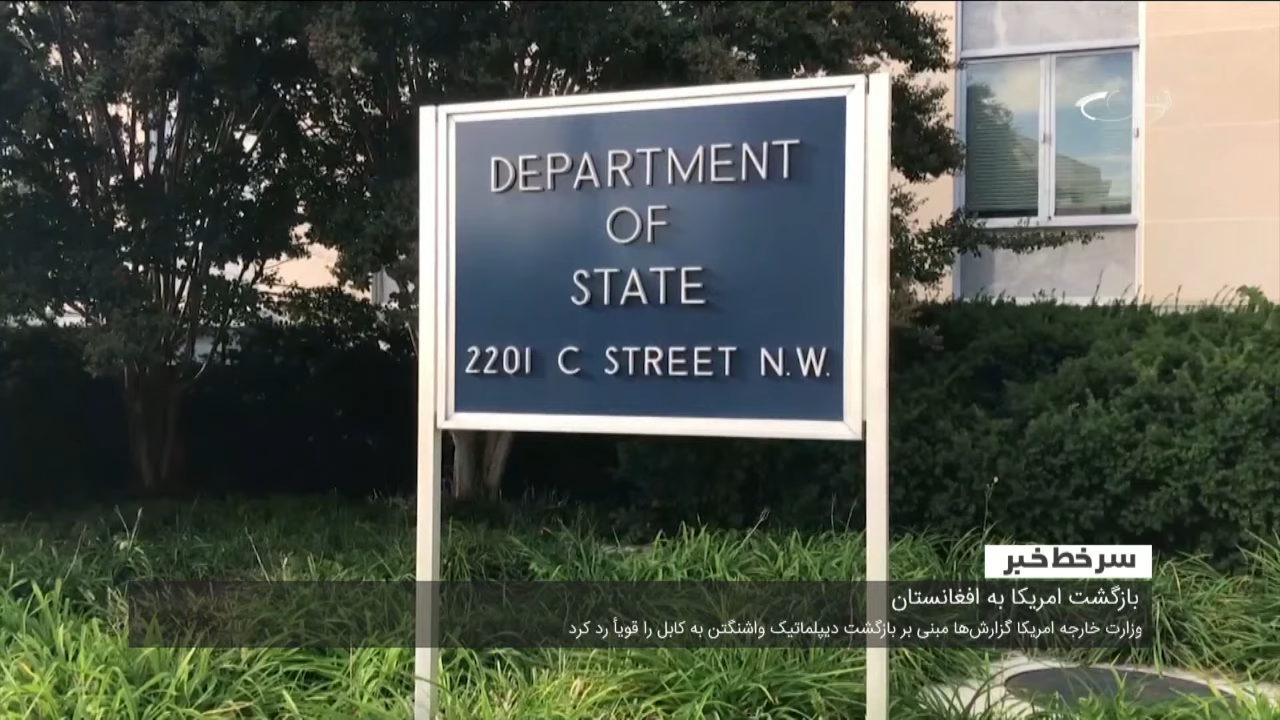 DEPARTMENT
OF
STATE
2201 C STREET N.W.
سرخط خبر
بازگشت امریکا به افغانستان
وزارت خارجه امریکا گزارش‌ها مبنی بر بازگشت دیپلماتیک واشنگتن به کابل را قویاً رد کرد